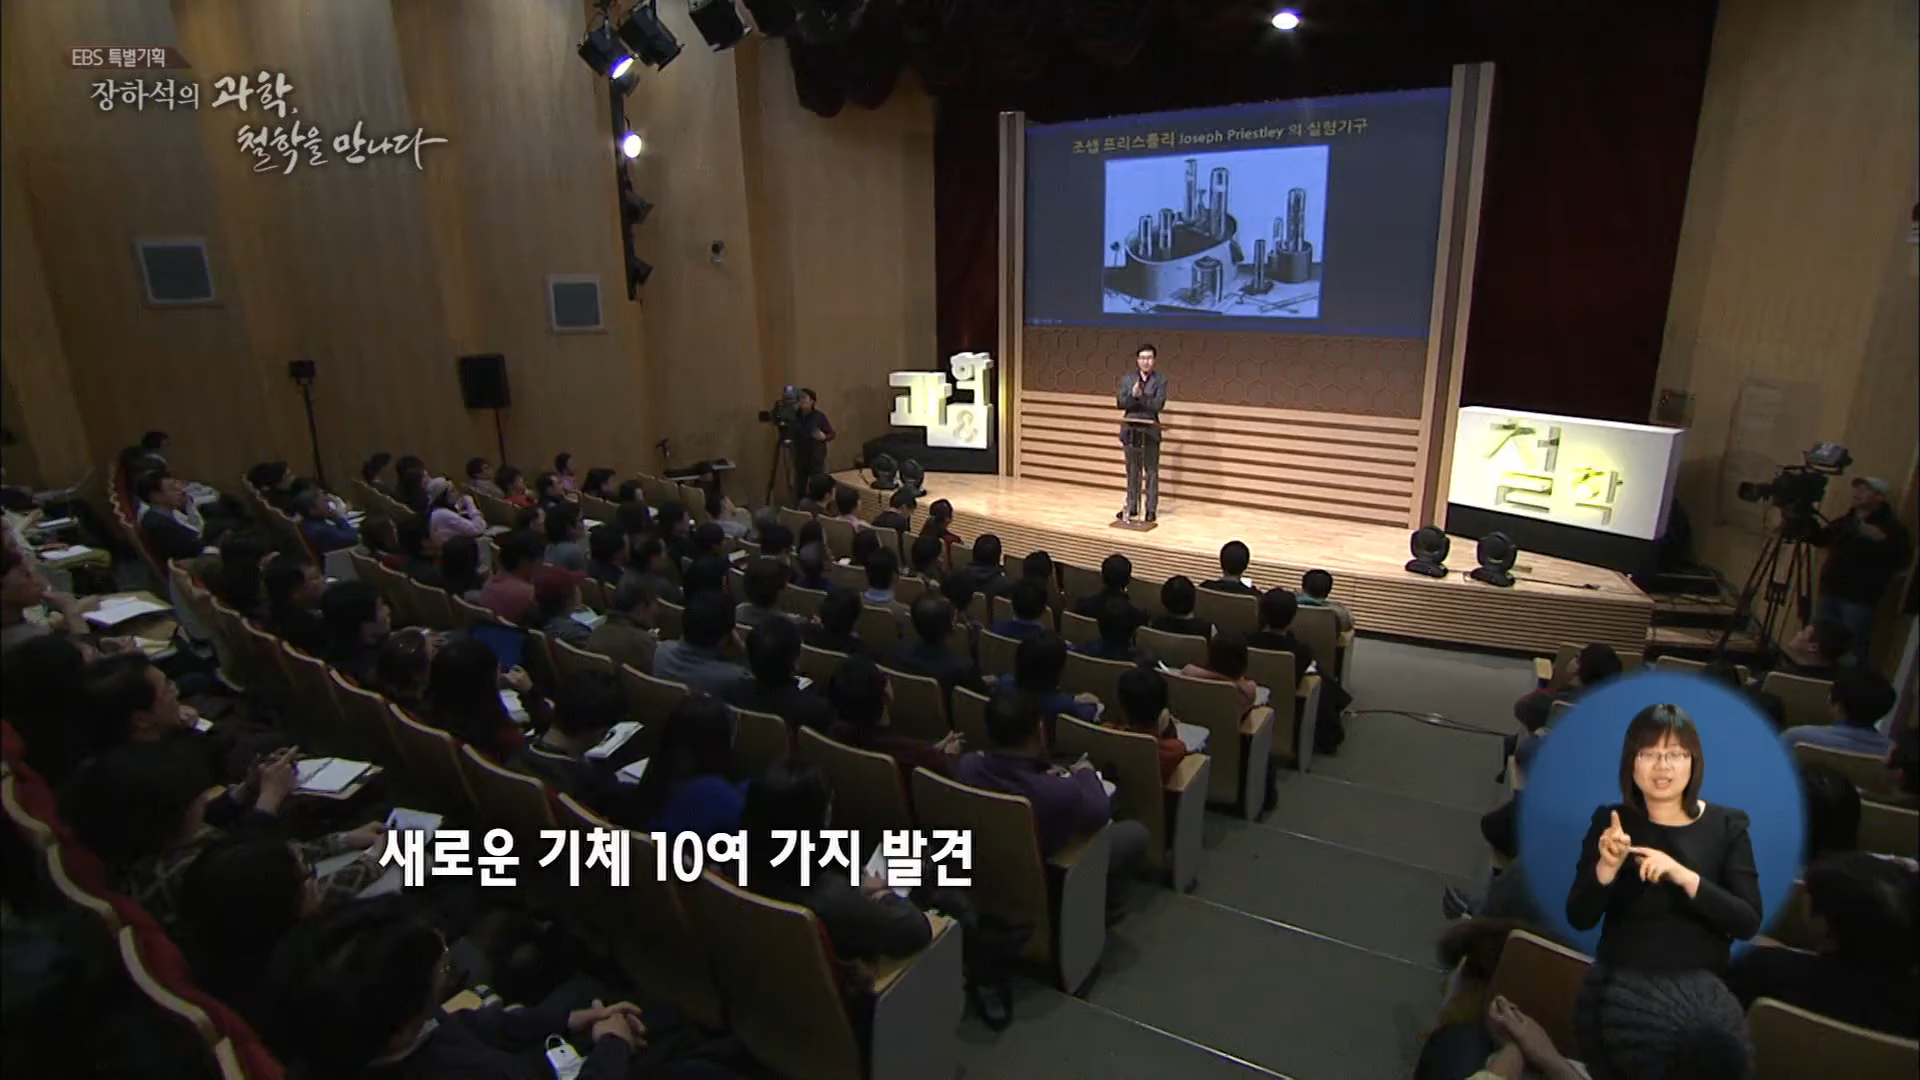 EBS 특별기획
장하석의 과학,
철학을 만나다
조셉 프리스틀리 Joseph Priestley 의 실험기구
과학
철학
새로운 기체 10여 가지 발견